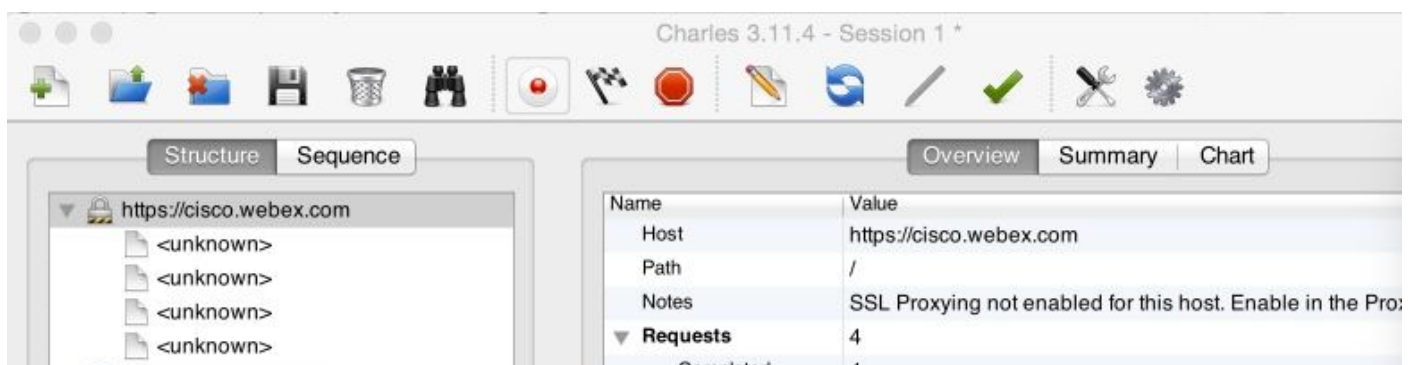 Charles 3.11.4 - Session 1 *
Structure Sequence
https://cisco.webex.com
<unknown>
<unknown>
<unknown>
<unknown>
Overview Summary Chart
Name Value
Host https://cisco.webex.com
Path /
Notes SSL Proxying not enabled for this host. Enable in the Pro
Requests 4